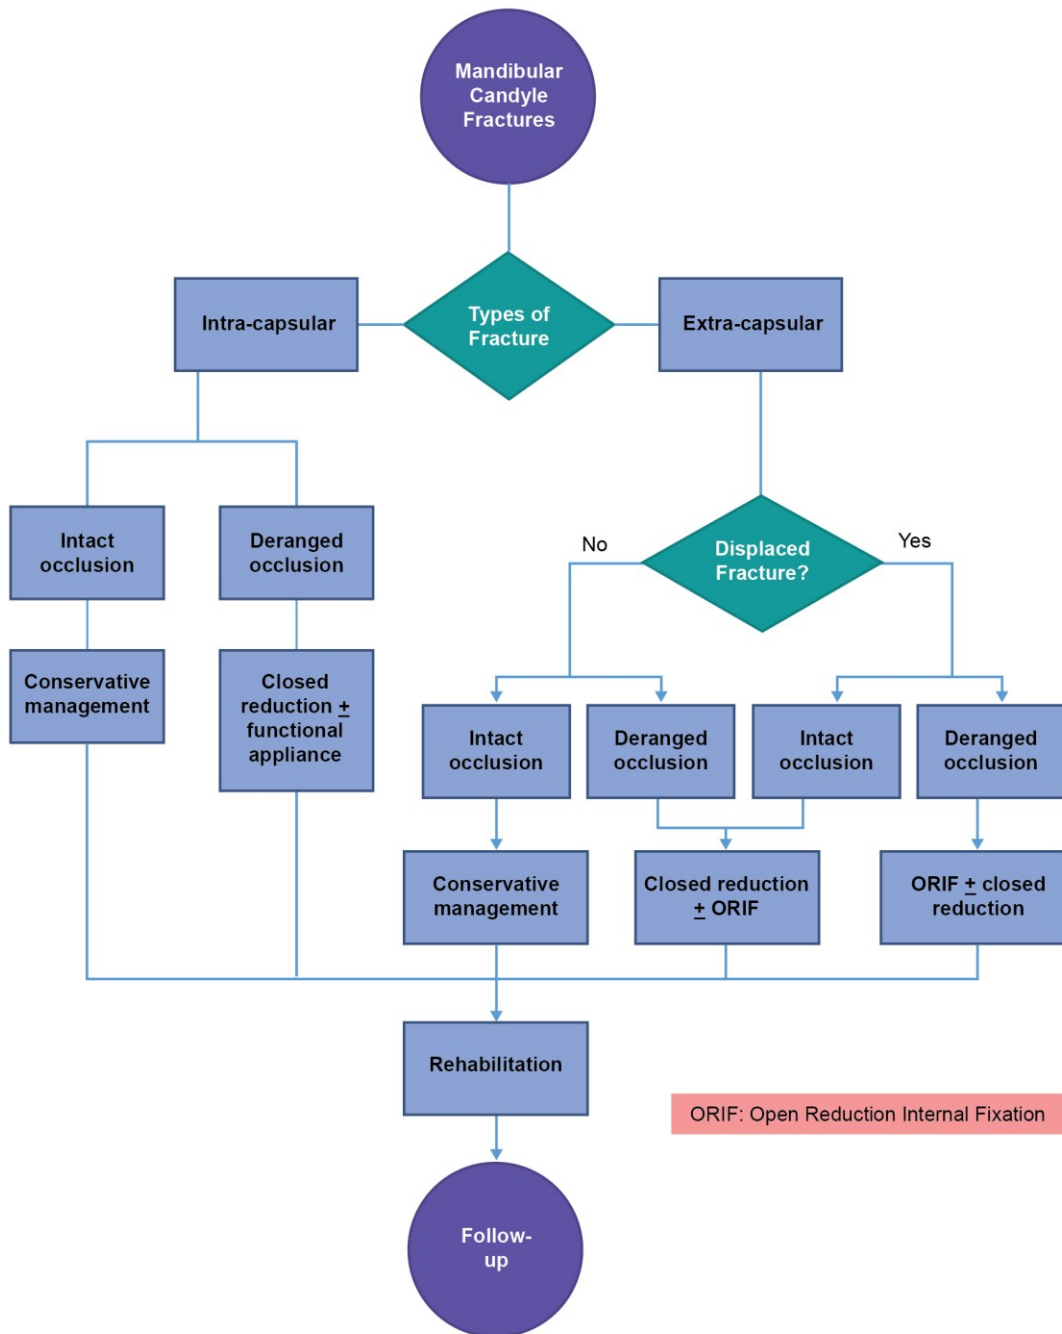 Mandibular
Candyle
Fractures
Types of
Fracture
Intra-capsular
Extra-capsular
Intact
occlusion
Deranged
occlusion
No
Displaced
Fracture?
Yes
Conservative
management
Closed
reduction ±
functional
appliance
Intact
occlusion
Deranged
occlusion
Intact
occlusion
Deranged
occlusion
Conservative
management
Closed reduction
± ORIF
ORIF ± closed
reduction
Rehabilitation
ORIF: Open Reduction Internal Fixation
Follow-
up